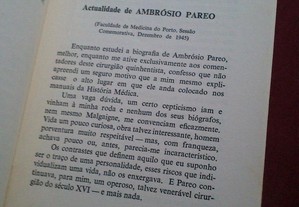 Actualidade de AMBRÓSIO PAREO
(Faculdade de Medicina do Porto. Sessão
Comemorativa, Dezembro de 1945)
Enquanto estudei a biografia de Ambrósio Pareo,
melhor, enquanto me ative exclusivamente aos comen-
tadores deste cirurgião quinhentista, confesso que não
apreendi um seguro motivo que a mim mesmo expli-
casse o alto lugar em que ele anda colocado nos
manuais da História Médica.
Uma vaga dúvida, um certo cepticismo iam e
vinham à minha roda e nenhum dos seus biógrafos,
nem mesmo Malgaigne, me convenciam eficazmente.
Vida um pouco curiosa, obra talvez interessante, homem
porventura muito respeitável — mas, com franqueza,
achava pouco ou, antes, parecia-me incaracterístico.
Os contrastes que definem aquilo que eu suponho
ser o traço de uma personalidade, esses riscos que indi-
vidualizam uma vida, não os enxergava. E Pareo con-
tinuava, para mim, um operoso, talvez venerável cirur-
gião do século XVI — e mais nada.